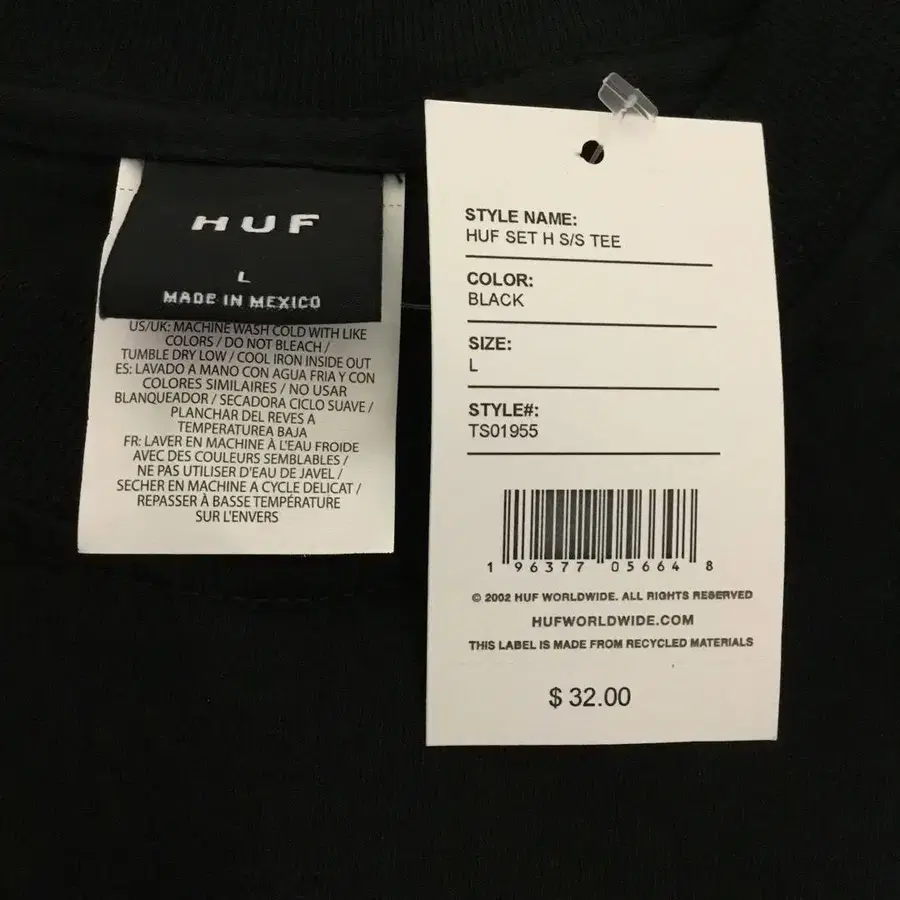 HUF
L
MADE IN MEXICO
US/UK: MACHINE WASH COLD WITH LIKE
COLORS / DO NOT BLEACH /
TUMBLE DRY LOW / COOL IRON INSIDE OUT
ES: LAVADO A MANO CON AGUA FRIA Y CON
COLORES SIMILAIRES / NO USAR
BLANQUEADOR / SECADORA CICLO SUAVE /
PLANCHAR DEL REVES A
TEMPERATUREA BAJA
FR: LAVER EN MACHINE À L'EAU FROIDE
AVEC DES COULEURS SEMBLABLES /
NE PAS UTILISER D'EAU DE JAVEL /
SECHER EN MACHINE A CYCLE DELICAT /
REPASSER À BASSE TEMPÉRATURE
SUR L'ENVERS
STYLE NAME:
HUF SET H S/S TEE
COLOR:
BLACK
SIZE:
L
STYLE#:
TS01955
1 96377 05664 8
© 2002 HUF WORLDWIDE. ALL RIGHTS RESERVED
HUFWORLDWIDE.COM
THIS LABEL IS MADE FROM RECYCLED MATERIALS
$ 32.00